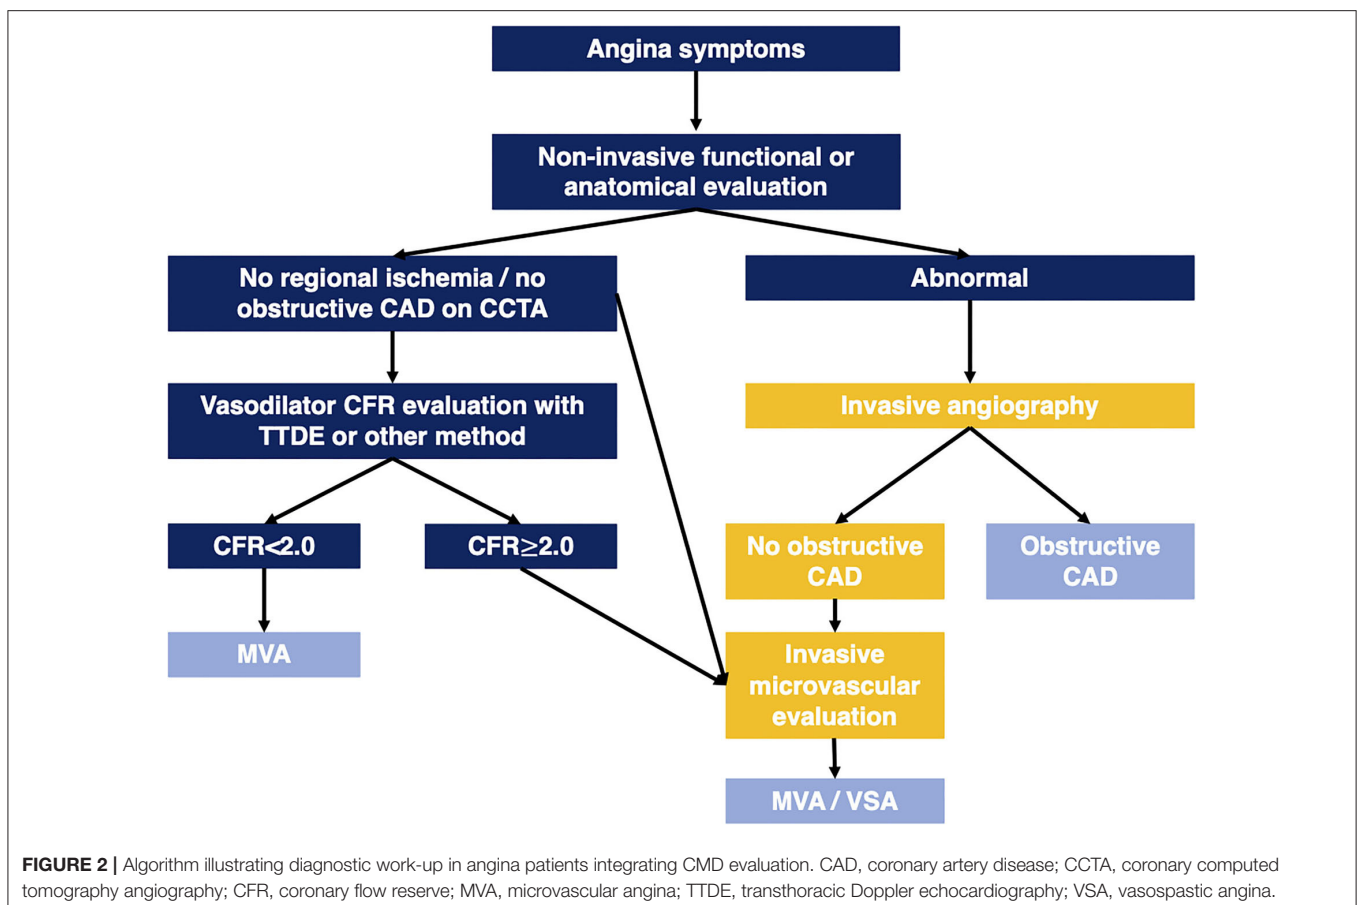 Angina symptoms
Non-invasive functional or
anatomical evaluation
No regional ischemia / no
obstructive CAD on CCTA
Abnormal
Vasodilator CFR evaluation with
TTDE or other method
Invasive angiography
CFR<2.0
CFR≥2.0
No obstructive
CAD
Obstructive
CAD
MVA
Invasive
microvascular
evaluation
MVA / VSA
FIGURE 2 | Algorithm illustrating diagnostic work-up in angina patients integrating CMD evaluation. CAD, coronary artery disease; CCTA, coronary computed
tomography angiography; CFR, coronary flow reserve; MVA, microvascular angina; TTDE, transthoracic Doppler echocardiography; VSA, vasospastic angina.